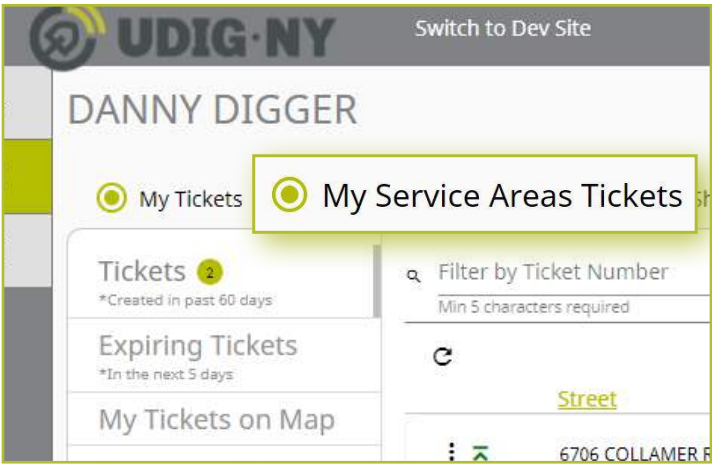 UDIG·NY
Switch to Dev Site
DANNY DIGGER
My Tickets
My Service Areas Tickets
Tickets 2
*Created in past 60 days
Expiring Tickets
*In the next 5 days
My Tickets on Map
Filter by Ticket Number
Min 5 characters required
Street
6706 COLLAMER R